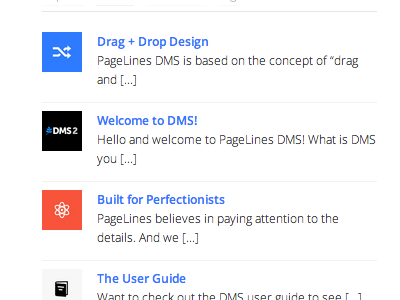 Drag + Drop Design
PageLines DMS is based on the concept of “drag
and [...]
DMS 2
Welcome to DMS!
Hello and welcome to PageLines DMS! What is DMS
you [...]
Built for Perfectionists
PageLines believes in paying attention to the
details. And we [...]
The User Guide
Want to check out the DMS user guide to see [...]